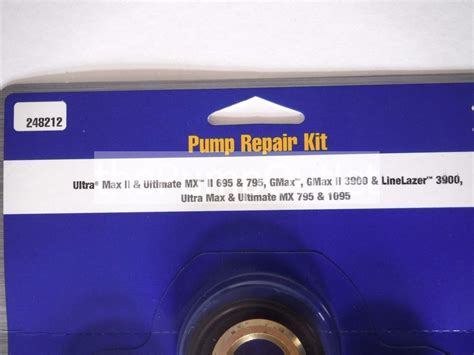 248212
Pump Repair Kit
Ultra® Max II & Ultimate MX™ II 695 & 795, GMax™, GMax II 3900 & LineLazer™ 3900,
Ultra Max & Ultimate MX 795 & 1095